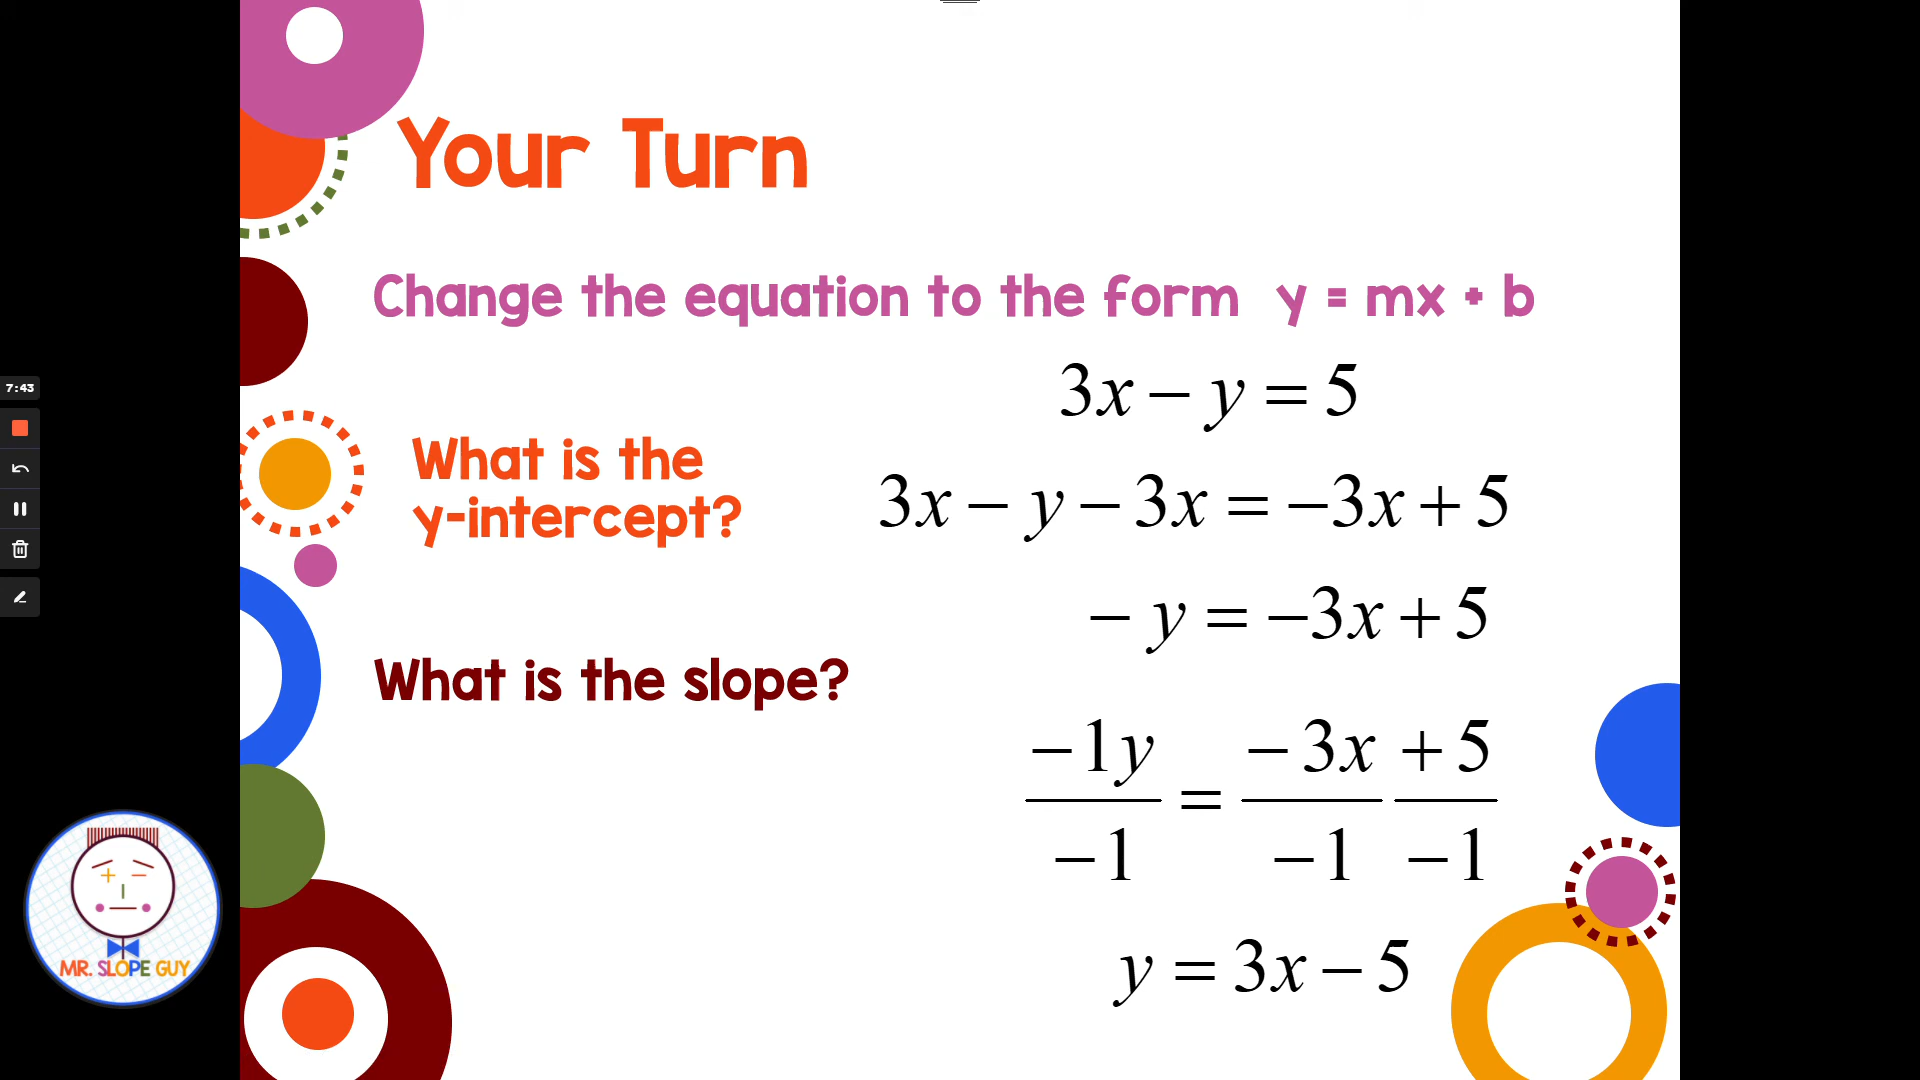 Your Turn
Change the equation to the form y = mx + b
3x − y = 5
What is the
y-intercept?
3x − y − 3x = −3x + 5
− y = −3x + 5
What is the slope?
−1y = −3x +5
−1 −1 −1
y = 3x − 5
7:43
MR. SLOPE GUY